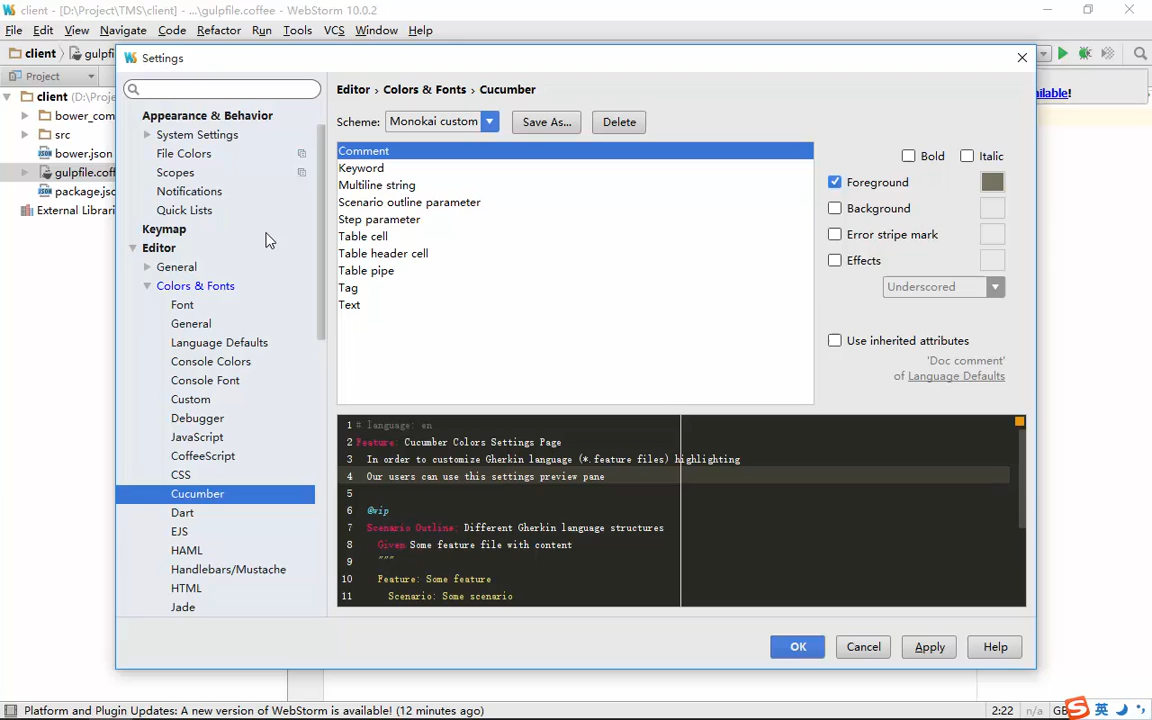 client - [D:\Project\TMS\client] - ...\gulpfile.coffee - WebStorm 10.0.2
File Edit View Navigate Code Refactor Run Tools VCS Window Help
client gulpfi
Project
client (D:\Proje
bower_com
src
bower.json
gulpfile.coff
package.jsc
External Librari
ilable!
Settings
Appearance & Behavior
System Settings
File Colors
Scopes
Notifications
Quick Lists
Keymap
Editor
General
Colors & Fonts
Font
General
Language Defaults
Console Colors
Console Font
Custom
Debugger
JavaScript
CoffeeScript
CSS
Cucumber
Dart
EJS
HAML
Handlebars/Mustache
HTML
Jade
Editor › Colors & Fonts › Cucumber
Scheme: Monokai custom Save As... Delete
Comment
Keyword
Multiline string
Scenario outline parameter
Step parameter
Table cell
Table header cell
Table pipe
Tag
Text
Bold Italic
Foreground
Background
Error stripe mark
Effects
Underscored
Use inherited attributes
'Doc comment'
of Language Defaults
1 # language: en
2 Feature: Cucumber Colors Settings Page
3 In order to customize Gherkin language (*.feature files) highlighting
4 Our users can use this settings preview pane
5
6 @wip
7 Scenario Outline: Different Gherkin language structures
8 Given Some feature file with content
9 """
10 Feature: Some feature
11 Scenario: Some scenario
OK Cancel Apply Help
Platform and Plugin Updates: A new version of WebStorm is available! (12 minutes ago)
2:22 n/a GB
S 英